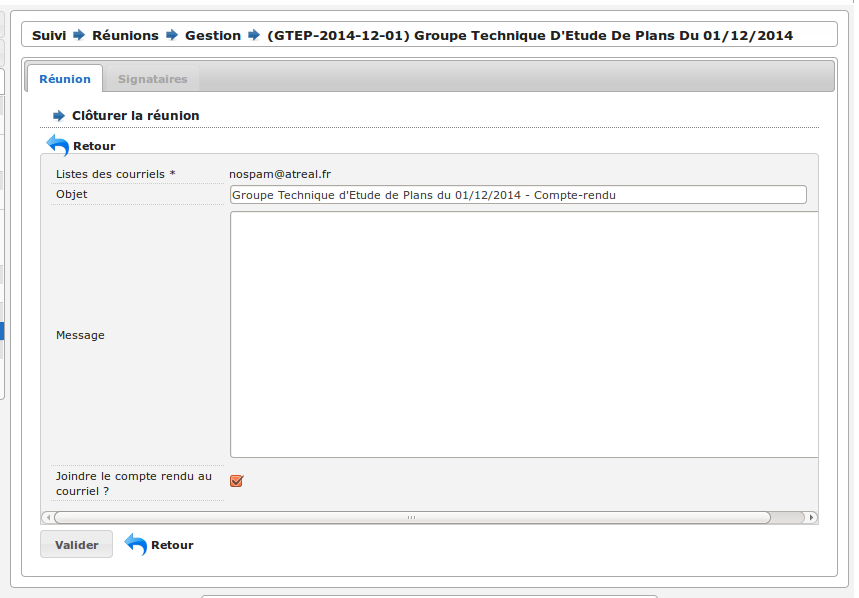 Suivi Réunions Gestion (GTEP-2014-12-01) Groupe Technique D'Etude De Plans Du 01/12/2014
Réunion Signataires
Clôturer la réunion
Retour
Listes des courriels * nospam@atreal.fr
Objet Groupe Technique d'Etude de Plans du 01/12/2014 - Compte-rendu
Message
Joindre le compte rendu au
courriel ?
Valider Retour